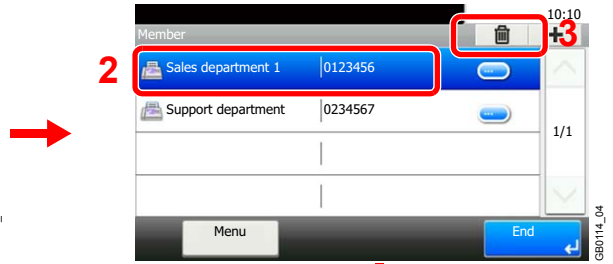 10:10
Member
3
+
2
Sales department 1 0123456
...
Support department 0234567
...
1/1
Menu
End
GB0114_04